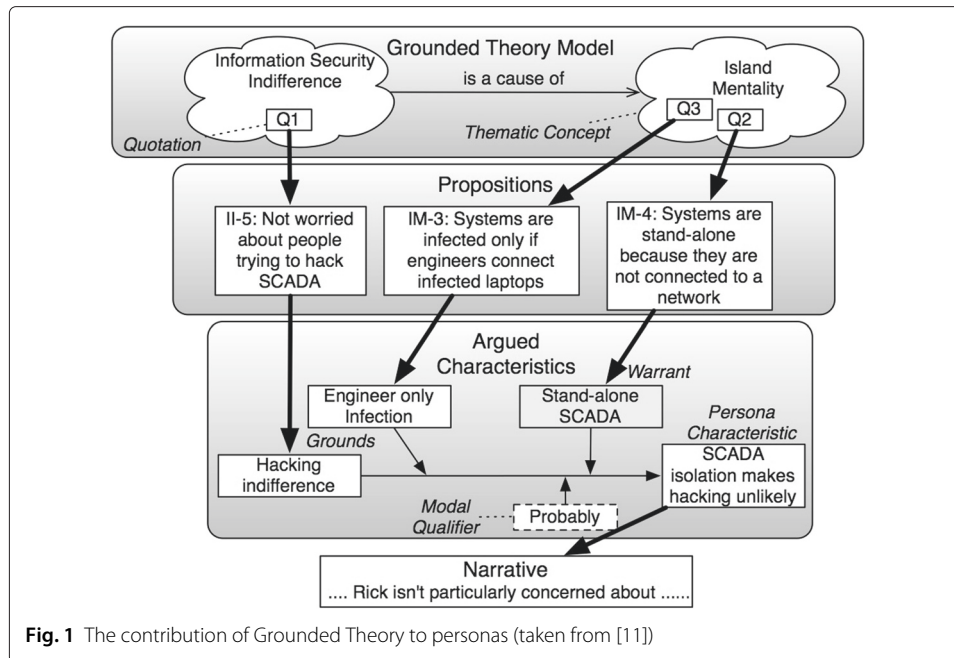 Grounded Theory Model
Information Security
Indifference
is a cause of
Island
Mentality
Q1
Q3
Q2
Quotation
Thematic Concept
Propositions
II-5: Not worried
about people
trying to hack
SCADA
IM-3: Systems are
infected only if
engineers connect
infected laptops
IM-4: Systems are
stand-alone
because they are
not connected to a
network
Argued
Characteristics
Warrant
Engineer only
Infection
Stand-alone
SCADA
Persona
Characteristic
Grounds
Hacking
indifference
SCADA
isolation makes
hacking unlikely
Modal
Qualifier
Probably
Narrative
.... Rick isn't particularly concerned about ......
Fig. 1 The contribution of Grounded Theory to personas (taken from [11])